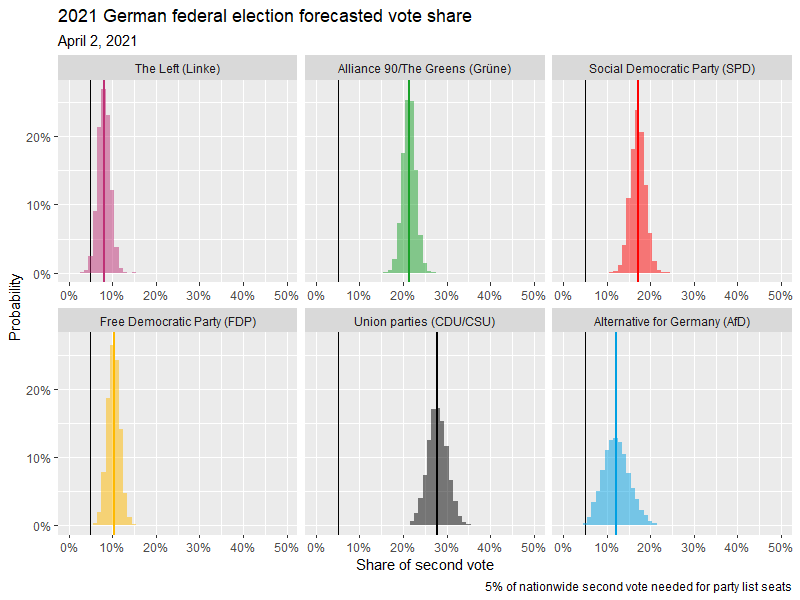 2021 German federal election forecasted vote share
April 2, 2021
The Left (Linke) Alliance 90/The Greens (Grüne) Social Democratic Party (SPD)
20%
10%
0%
0% 10% 20% 30% 40% 50% 0% 10% 20% 30% 40% 50% 0% 10% 20% 30% 40% 50%
Probability
Free Democratic Party (FDP) Union parties (CDU/CSU) Alternative for Germany (AfD)
20%
10%
0%
0% 10% 20% 30% 40% 50% 0% 10% 20% 30% 40% 50% 0% 10% 20% 30% 40% 50%
Share of second vote
5% of nationwide second vote needed for party list seats